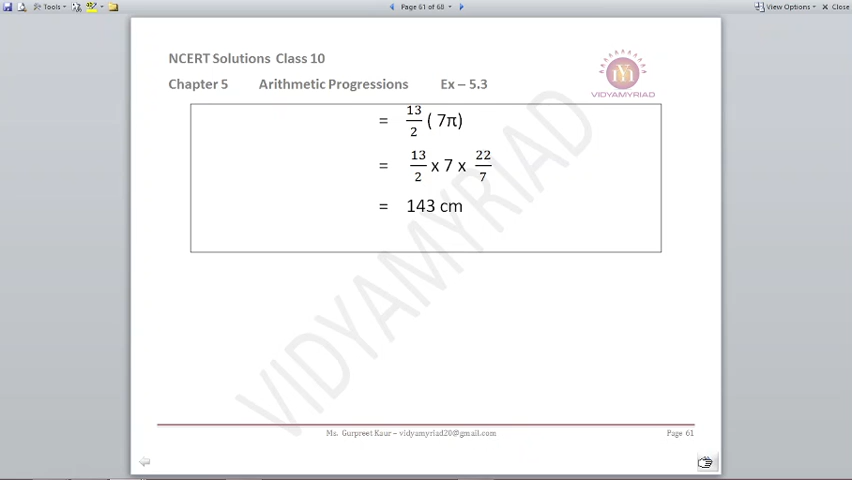 Tools
Page 61 of 68
View Options
Close
NCERT Solutions Class 10
Chapter 5 Arithmetic Progressions Ex – 5.3
VIDYAMYRIAD
= 13/2 ( 7π)
= 13/2 x 7 x 22/7
= 143 cm
VIDYAMYRIAD
Ms. Gurpreet Kaur – vidyamyriad20@gmail.com
Page 61